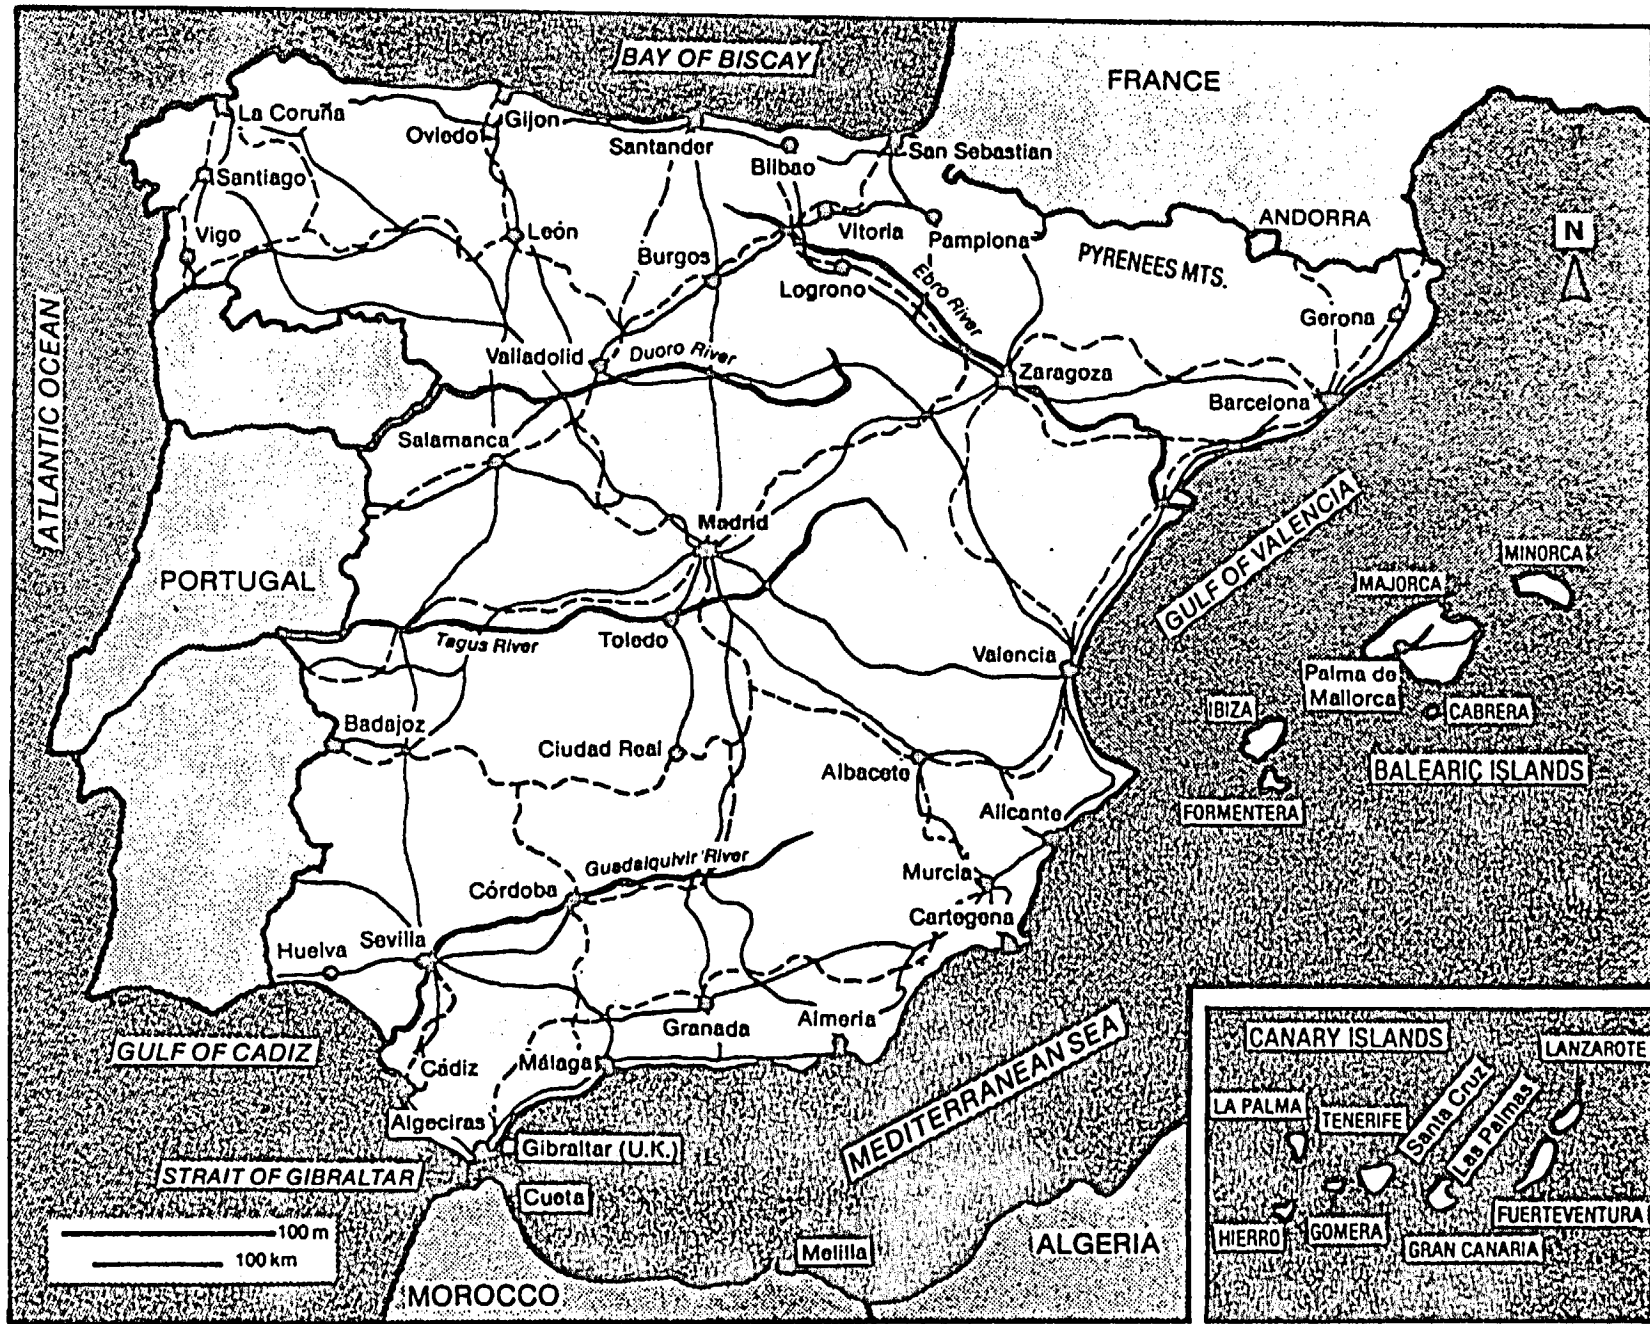 BAY OF BISCAY
FRANCE
La Coruña
Oviedo
Gijon
Santander
Bilbao
San Sebastian
Santiago
ANDORRA
N
Vigo
León
Vitoria
Pamplona
Burgos
PYRENEES MTS.
Logrono
Ebro River
Gerona
ATLANTIC OCEAN
Valladolid
Duoro River
Zaragoza
Barcelona
Salamanca
Madrid
GULF OF VALENCIA
MINORCA
PORTUGAL
MAJORCA
Tagus River
Toledo
Valencia
Palma de
Mallorca
IBIZA
CABRERA
Badajoz
Ciudad Real
Albacete
BALEARIC ISLANDS
FORMENTERA
Alicante
Guadalquivir River
Córdoba
Murcia
Cartegena
Huelva
Sevilla
Granada
Almeria
GULF OF CADIZ
Cádiz
Málaga
MEDITERRANEAN SEA
Algeciras
Gibraltar (U.K.)
STRAIT OF GIBRALTAR
Cueta
100 m
100 km
Melilla
ALGERIA
MOROCCO
CANARY ISLANDS
LANZAROTE
LA PALMA
TENERIFE
Santa Cruz
Las Palmas
HIERRO
GOMERA
GRAN CANARIA
FUERTEVENTURA